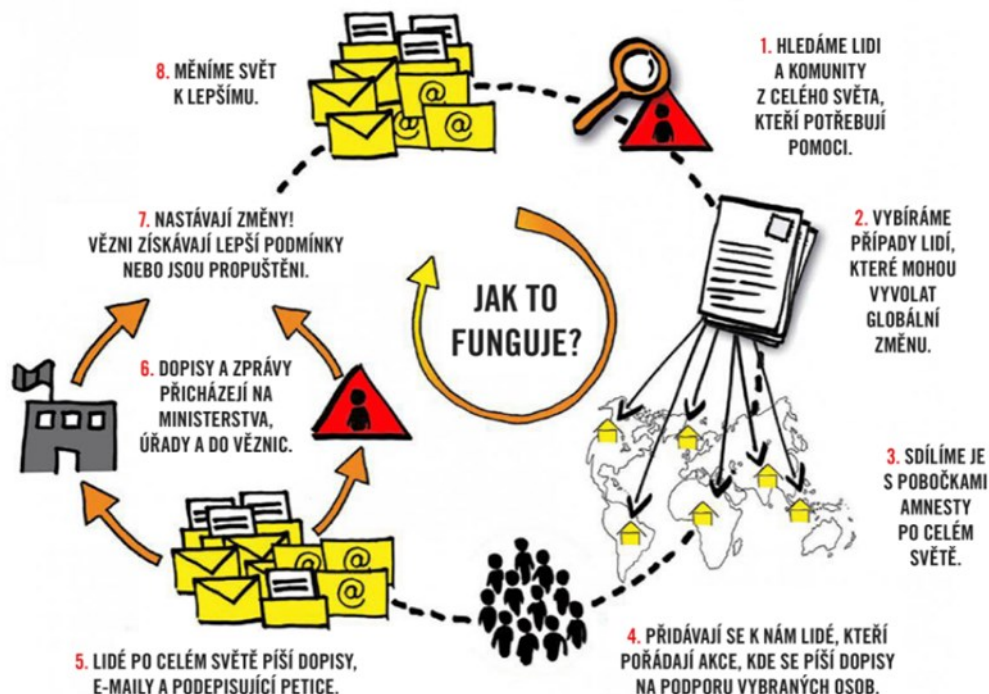 JAK TO
FUNGUJE?
1. HLEDÁME LIDI
A KOMUNITY
Z CELÉHO SVĚTA,
KTEŘÍ POTŘEBUJÍ
POMOCI.
2. VYBÍRÁME
PŘÍPADY LIDÍ,
KTERÉ MOHOU
VYVOLAT
GLOBÁLNÍ
ZMĚNU.
3. SDÍLÍME JE
S POBOČKAMI
AMNESTY
PO CELÉM
SVĚTĚ.
4. PŘIDÁVAJÍ SE K NÁM LIDÉ, KTEŘÍ
POŘÁDAJÍ AKCE, KDE SE PÍŠÍ DOPISY
NA PODPORU VYBRANÝCH OSOB.
5. LIDÉ PO CELÉM SVĚTĚ PÍŠÍ DOPISY,
E-MAILY A PODEPISUJÍCÍ PETICE.
6. DOPISY A ZPRÁVY
PŘICHÁZEJÍ NA
MINISTERSTVA,
ÚŘADY A DO VĚZNIC.
7. NASTÁVAJÍ ZMĚNY!
VĚZNI ZÍSKÁVAJÍ LEPŠÍ PODMÍNKY
NEBO JSOU PROPUŠTĚNI.
8. MĚNÍME SVĚT
K LEPŠÍMU.
@
@
@
@
@
@